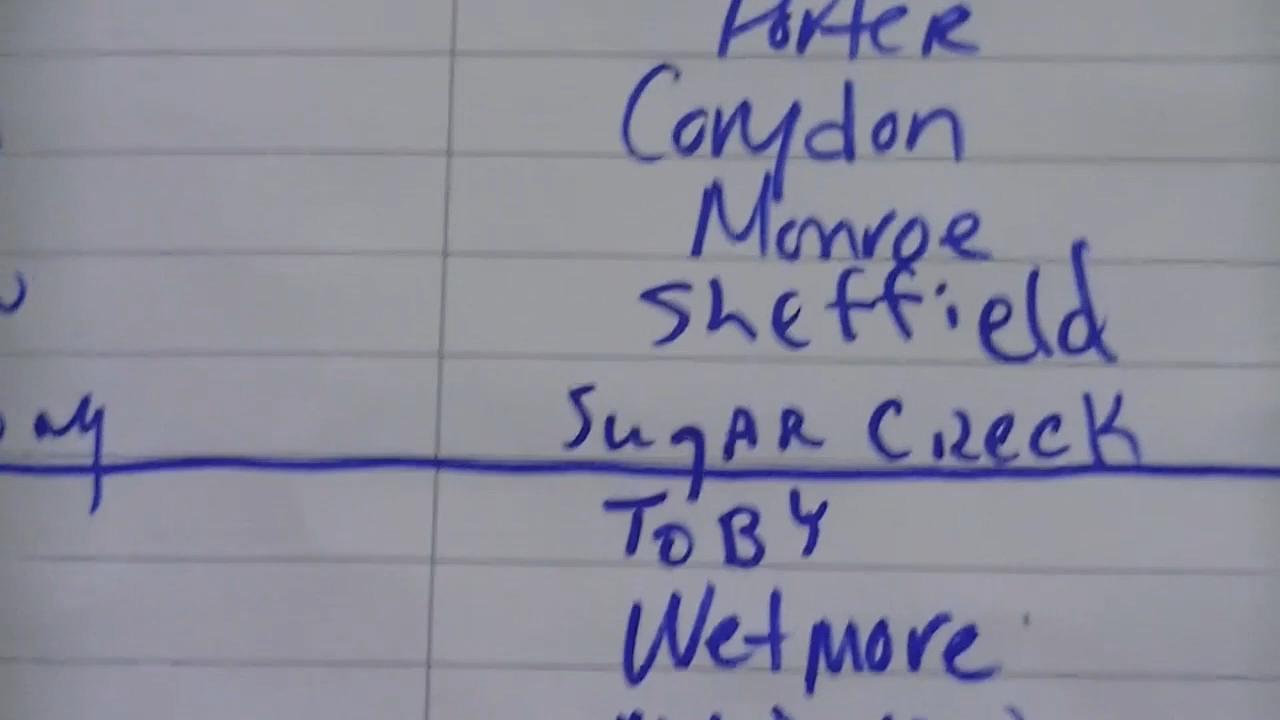 Porter
Corydon
Monroe
Sheffield
Sugar Creek
Toby
Wetmore